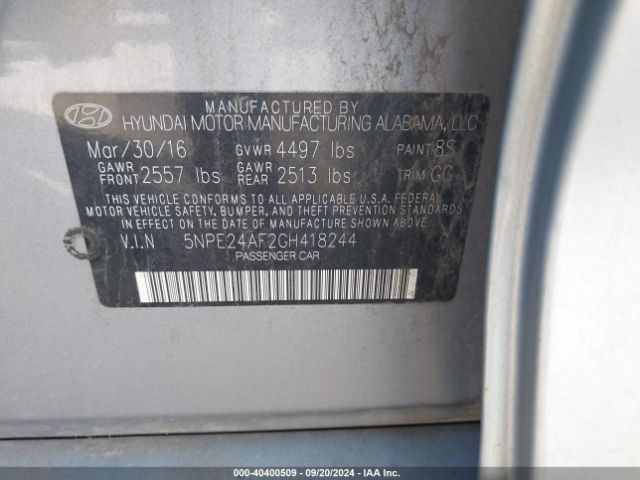 MANUFACTURED BY
HYUNDAI MOTOR MANUFACTURING ALABAMA, LLC
Mar/30/16 GVWR 4497 lbs PAINT 8S
GAWR FRONT 2557 lbs GAWR REAR 2513 lbs TRIM GG
THIS VEHICLE CONFORMS TO ALL APPLICABLE U.S.A. FEDERAL
MOTOR VEHICLE SAFETY, BUMPER, AND THEFT PREVENTION STANDARDS
IN EFFECT ON THE DATE OF MANUFACTURE SHOWN ABOVE.
V.I.N 5NPE24AF2GH418244
PASSENGER CAR
000-40400509 - 09/20/2024 - IAA Inc.